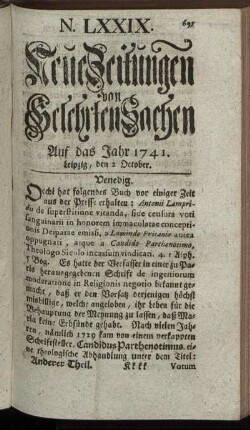 N. LXXIX.
697
Neue Zeitungen
von
Gelehrten Sachen
Auf das Jahr 1741.
Leipzig, den 2 October.
Venedig.
Occhi hat folgendes Buch vor einiger Zeit
aus der Presse erhalten: Antonii Lampri-
dii de superstitione vitanda, sive censura voti
sanguinarii in honorem immaculatae concepti-
onis Deiparae emissi, a Lamindo Pritanio antea
oppugnati, atque a Candido Parthenotimo,
Theologo Siculo incassum vindicati. 4. 1 Alph.
7 Bog. Es hatte der Verfasser in einer zu Pa-
ris herausgegebenen Schrift de ingeniorum
moderatione in Religionis negotio bekannt ge-
macht, daß er den Vorsatz derjenigen höchst
mißbillige, welche angeloben, ihr Leben für die
Behauptung der Meynung zu lassen, daß Ma-
ria keine Erbsünde gehabt. Nach vielen Jah-
ren, nämlich 1729 kam von einem verkappten
Schriftsteller, Candidus Parthenotimus, ei-
ne theologische Abhandlung unter dem Titel:
Anderer Theil. Kkkk Votum